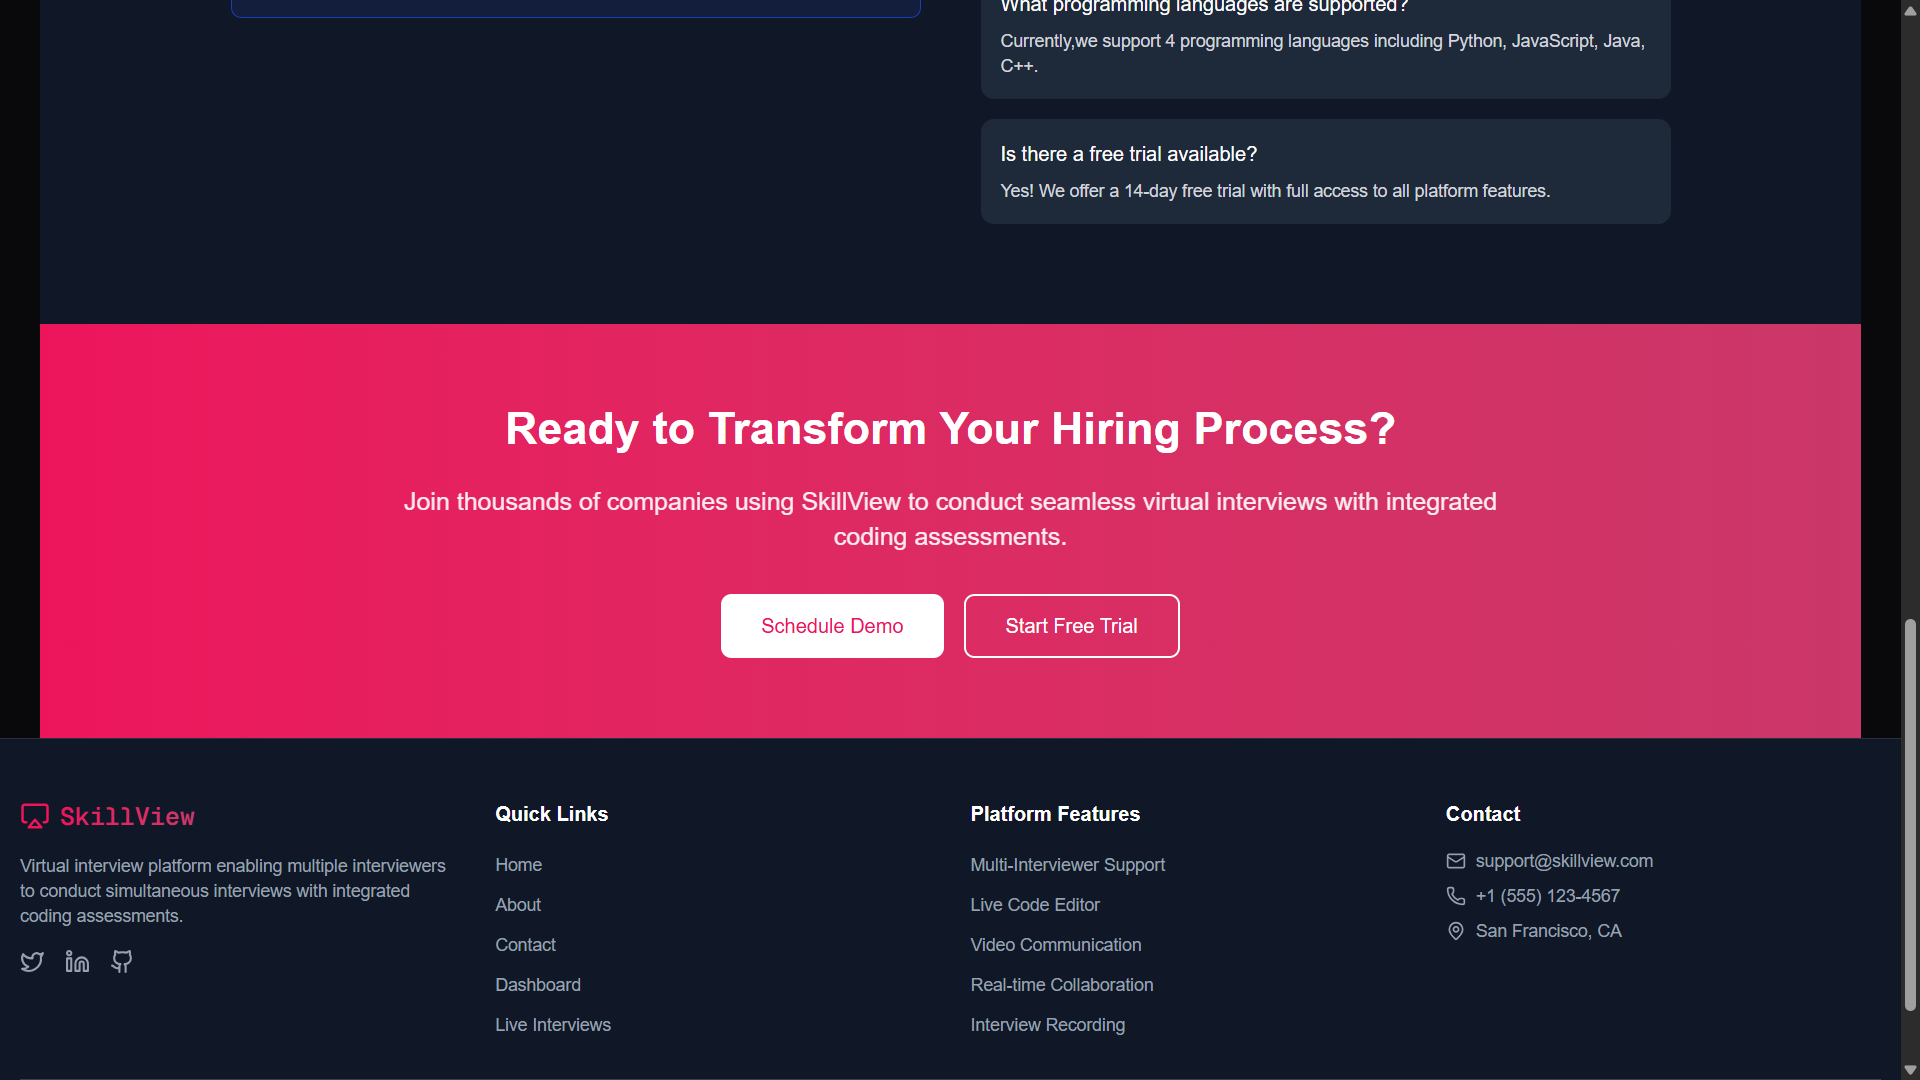 What programming languages are supported?
Currently,we support 4 programming languages including Python, JavaScript, Java,
C++.
Is there a free trial available?
Yes! We offer a 14-day free trial with full access to all platform features.
Ready to Transform Your Hiring Process?
Join thousands of companies using SkillView to conduct seamless virtual interviews with integrated
coding assessments.
Schedule Demo
Start Free Trial
SkillView
Virtual interview platform enabling multiple interviewers
to conduct simultaneous interviews with integrated
coding assessments.
Quick Links
Home
About
Contact
Dashboard
Live Interviews
Platform Features
Multi-Interviewer Support
Live Code Editor
Video Communication
Real-time Collaboration
Interview Recording
Contact
support@skillview.com
+1 (555) 123-4567
San Francisco, CA